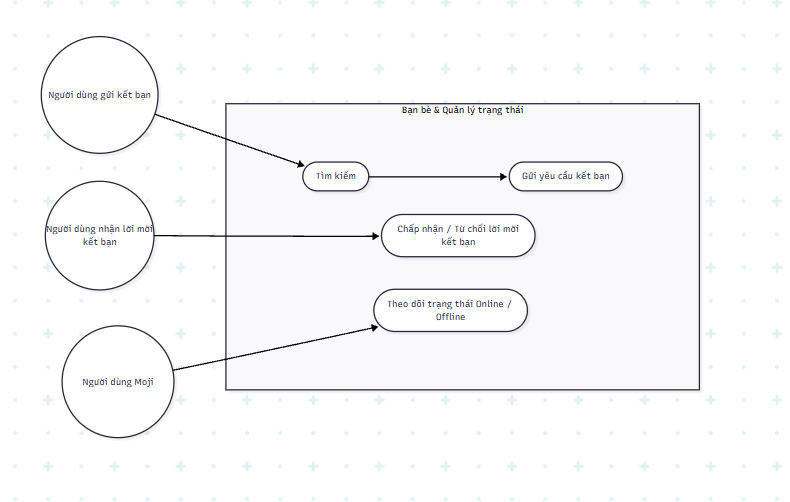 Người dùng gửi kết bạn
Bạn bè & Quản lý trạng thái
Tìm kiếm
Gửi yêu cầu kết bạn
Người dùng nhận lời mời
kết bạn
Chấp nhận / Từ chối lời mời
kết bạn
Theo dõi trạng thái Online /
Offline
Người dùng Moji